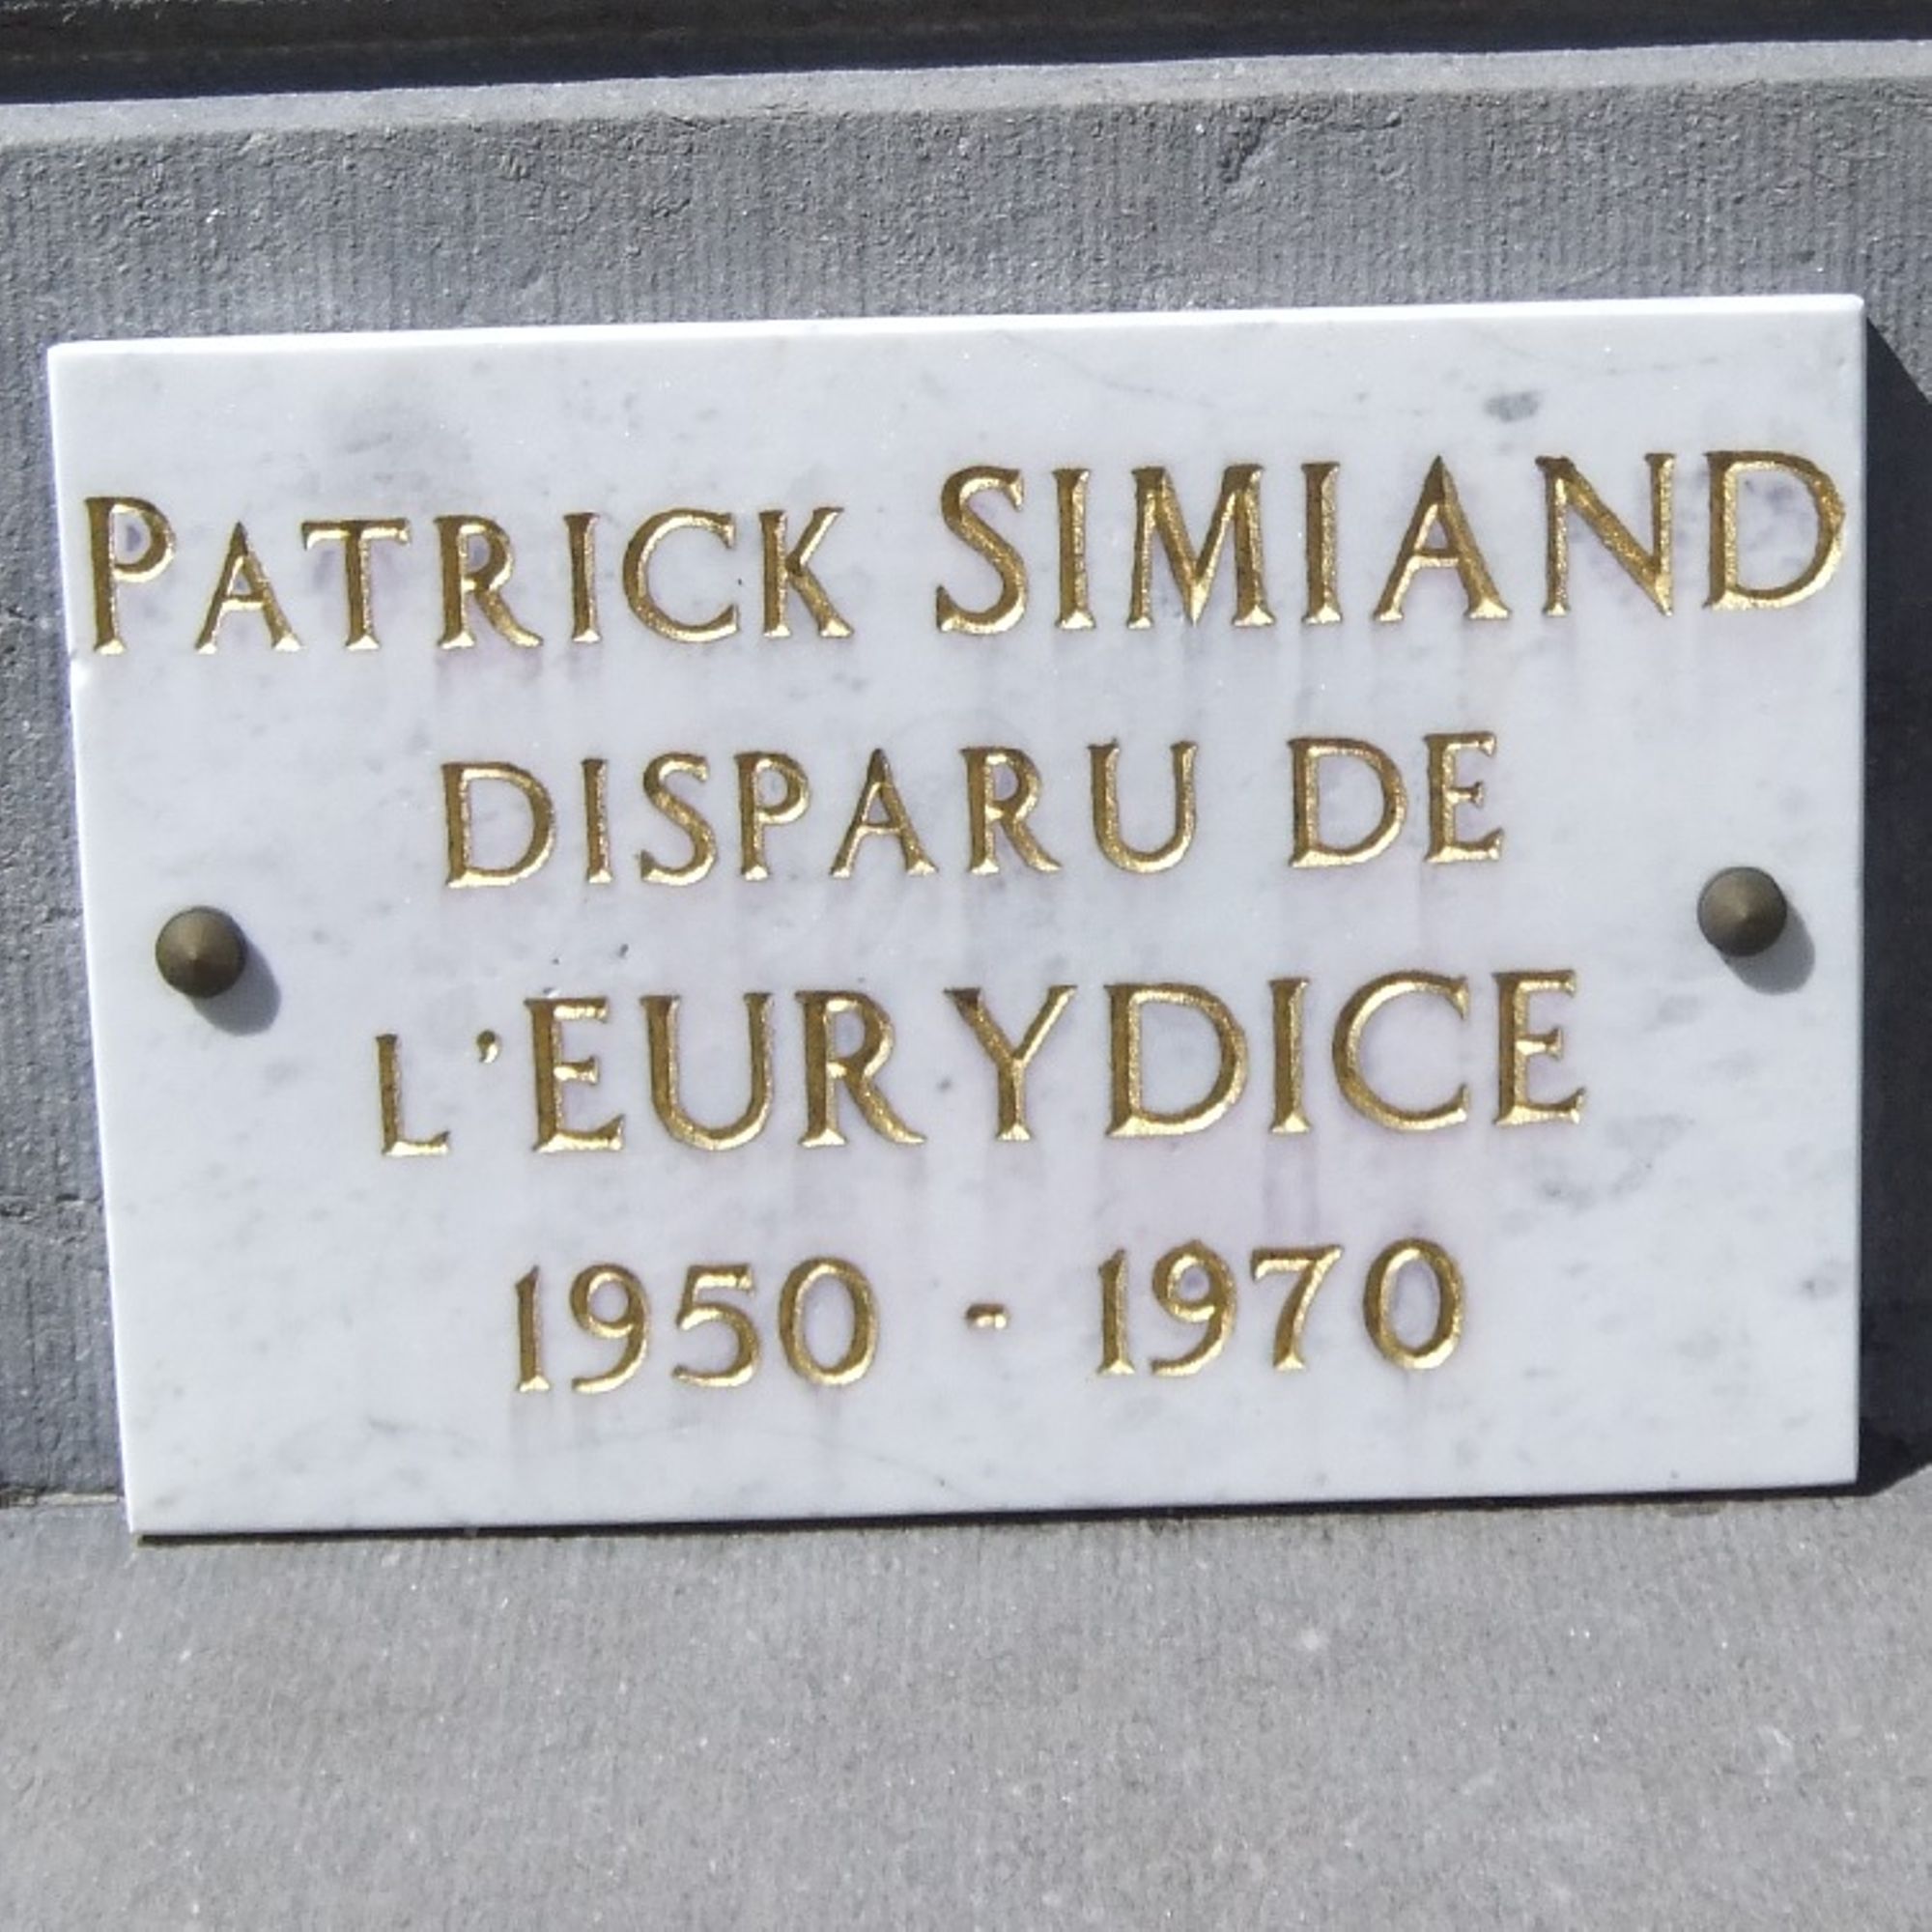 PATRICK SIMIAND
DISPARU DE
L'EURYDICE
1950 - 1970